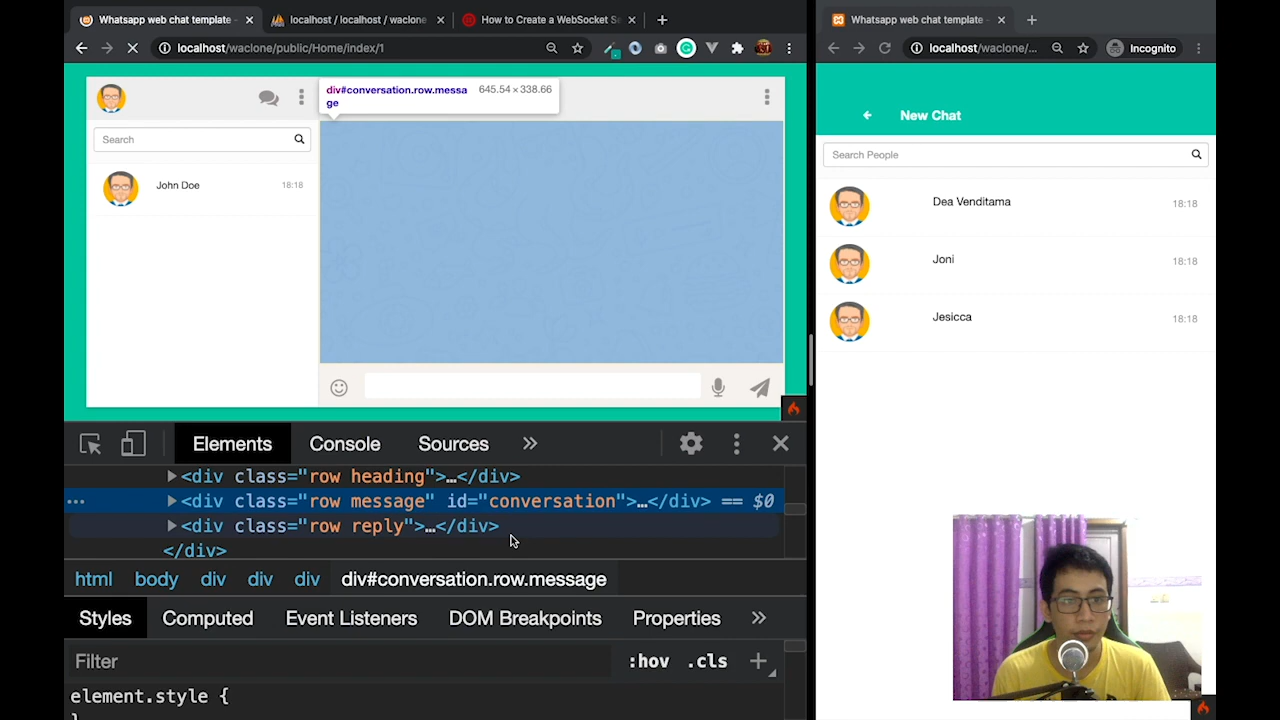 Whatsapp web chat template -
localhost / localhost / waclone
How to Create a WebSocket Se
localhost/waclone/public/Home/index/1
div#conversation.row.messa
ge
645.54 × 338.66
Search
John Doe
18:18
Elements
Console
Sources
<div class="row heading">…</div>
<div class="row message" id="conversation">…</div> == $0
<div class="row reply">…</div>
</div>
html
body
div
div
div
div#conversation.row.message
Styles
Computed
Event Listeners
DOM Breakpoints
Properties
Filter
:hov
.cls
element.style {
Whatsapp web chat template -
localhost/waclone/...
Incognito
New Chat
Search People
Dea Venditama
18:18
Joni
18:18
Jesicca
18:18